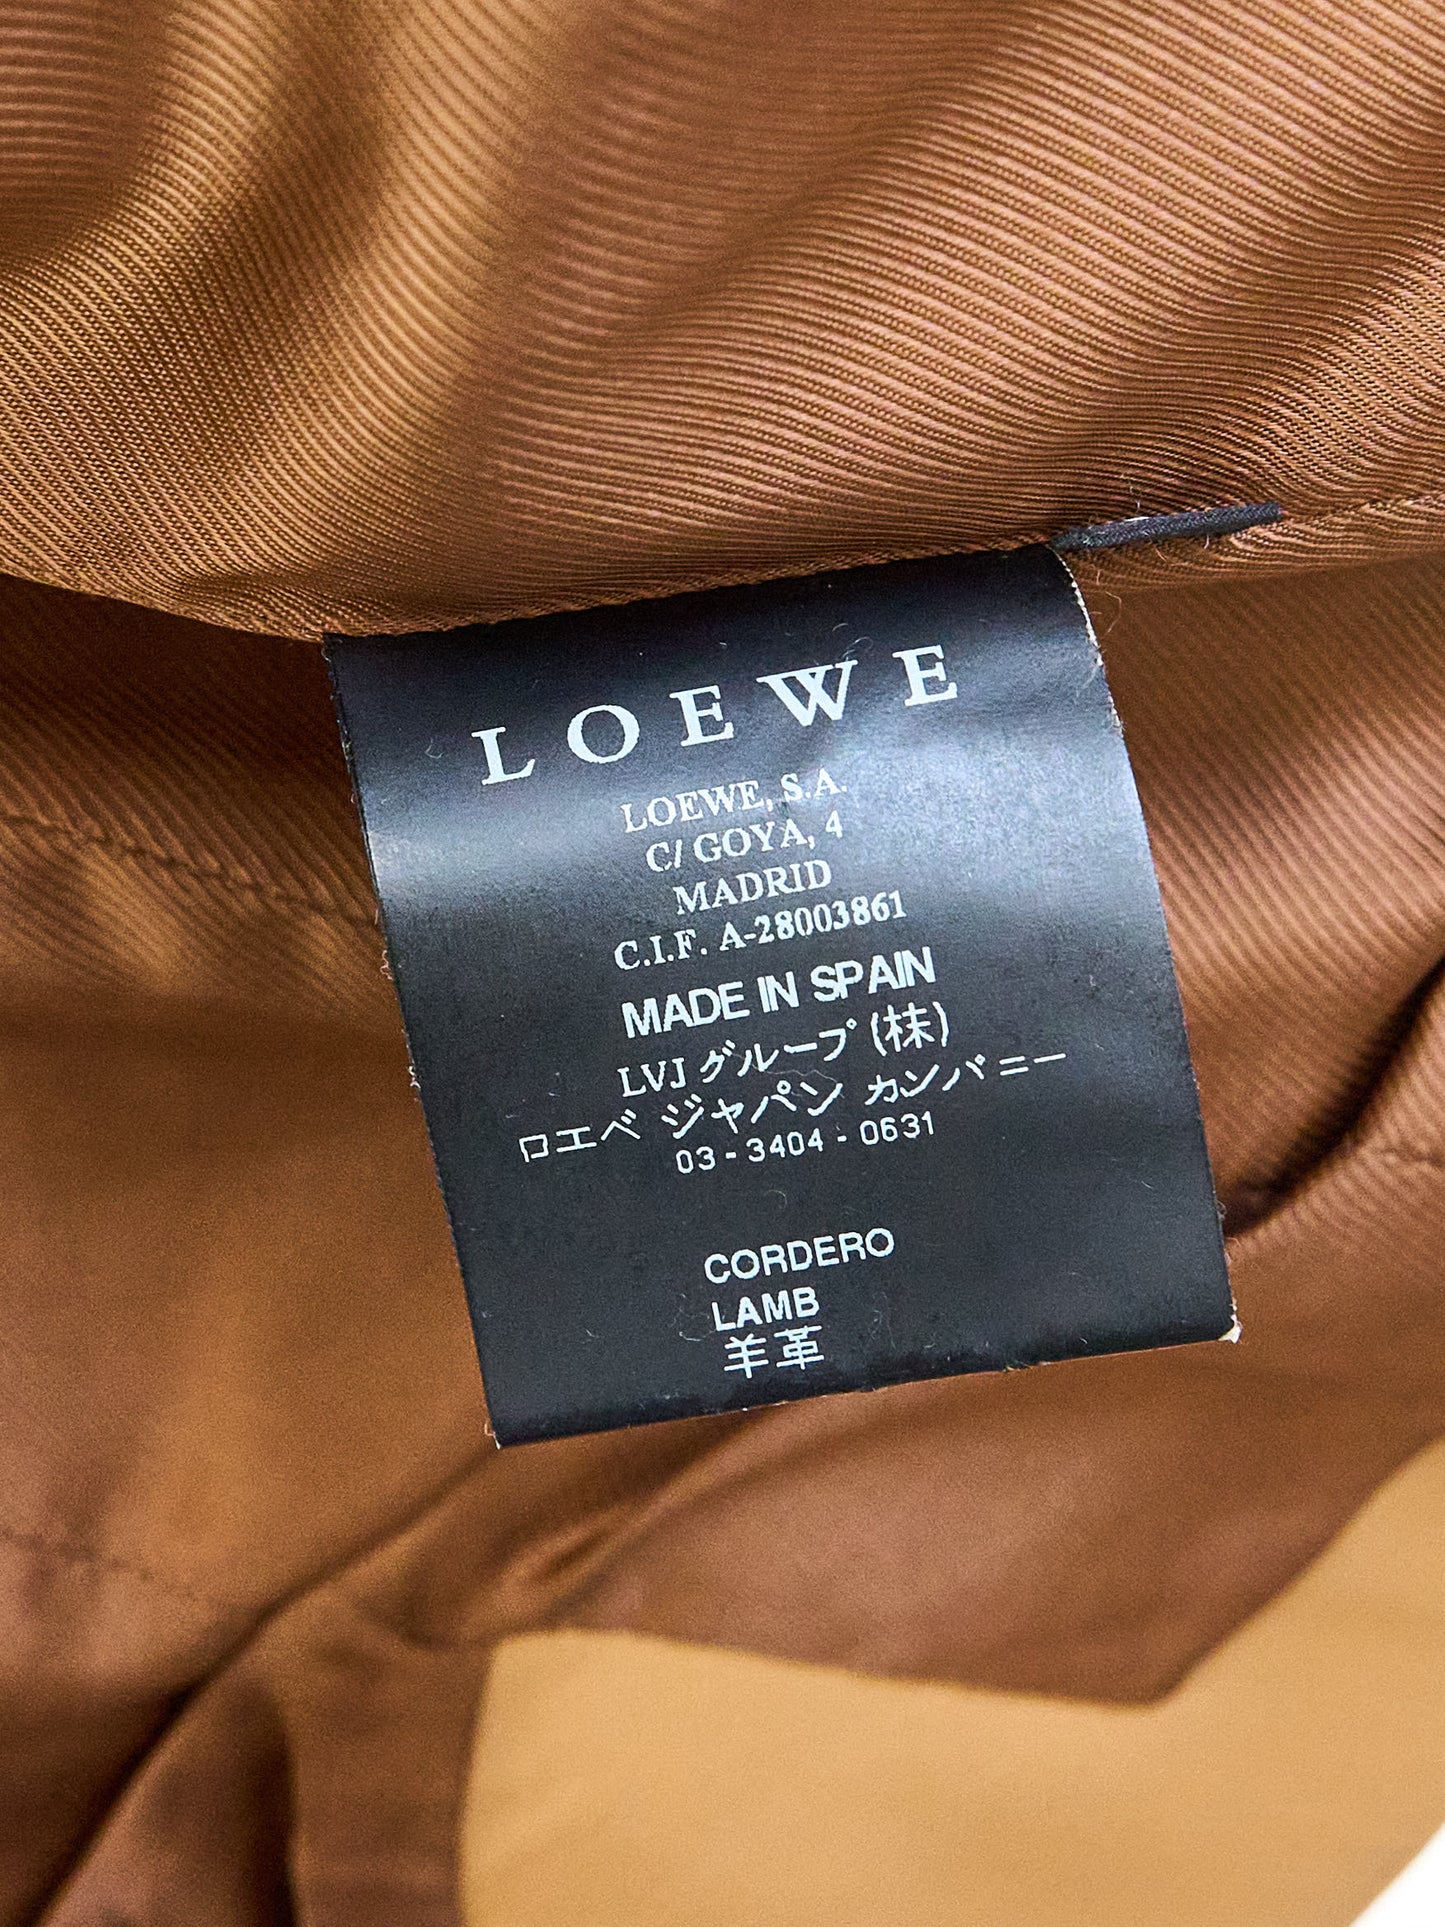 LOEWE
LOEWE, S.A.
C/ GOYA, 4
MADRID
C.I.F. A-28003861
MADE IN SPAIN
LVJ グループ (株)
ロエベ ジャパン カンパニー
03-3404-0631
CORDERO
LAMB
羊革